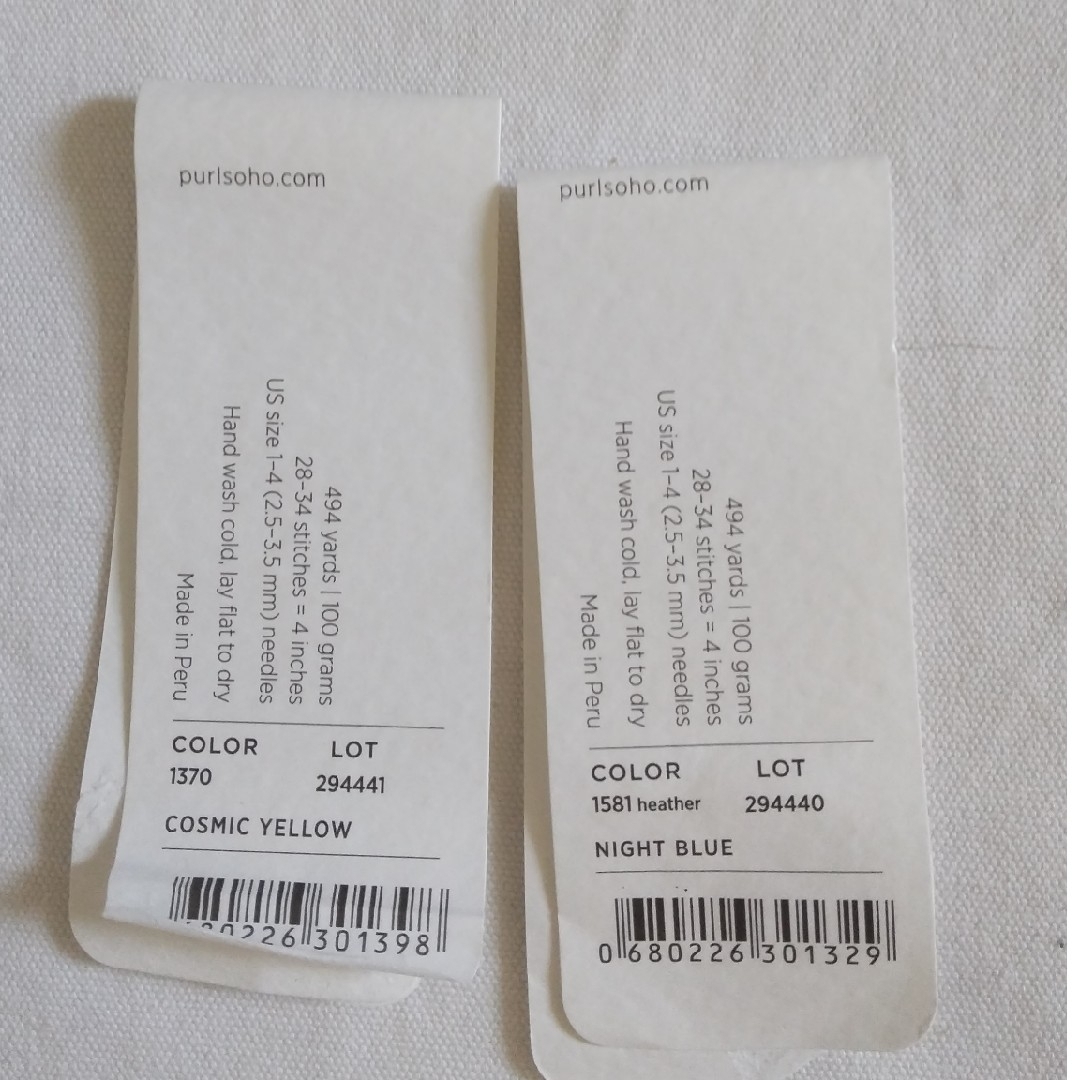 purlsoho.com
494 yards | 100 grams
28-34 stitches = 4 inches
US size 1-4 (2.5-3.5 mm) needles
Hand wash cold, lay flat to dry
Made in Peru
COLOR LOT
1370 294441
COSMIC YELLOW
226 301398
purlsoho.com
494 yards | 100 grams
28-34 stitches = 4 inches
US size 1-4 (2.5-3.5 mm) needles
Hand wash cold, lay flat to dry
Made in Peru
COLOR LOT
1581 heather 294440
NIGHT BLUE
0 680226 301329